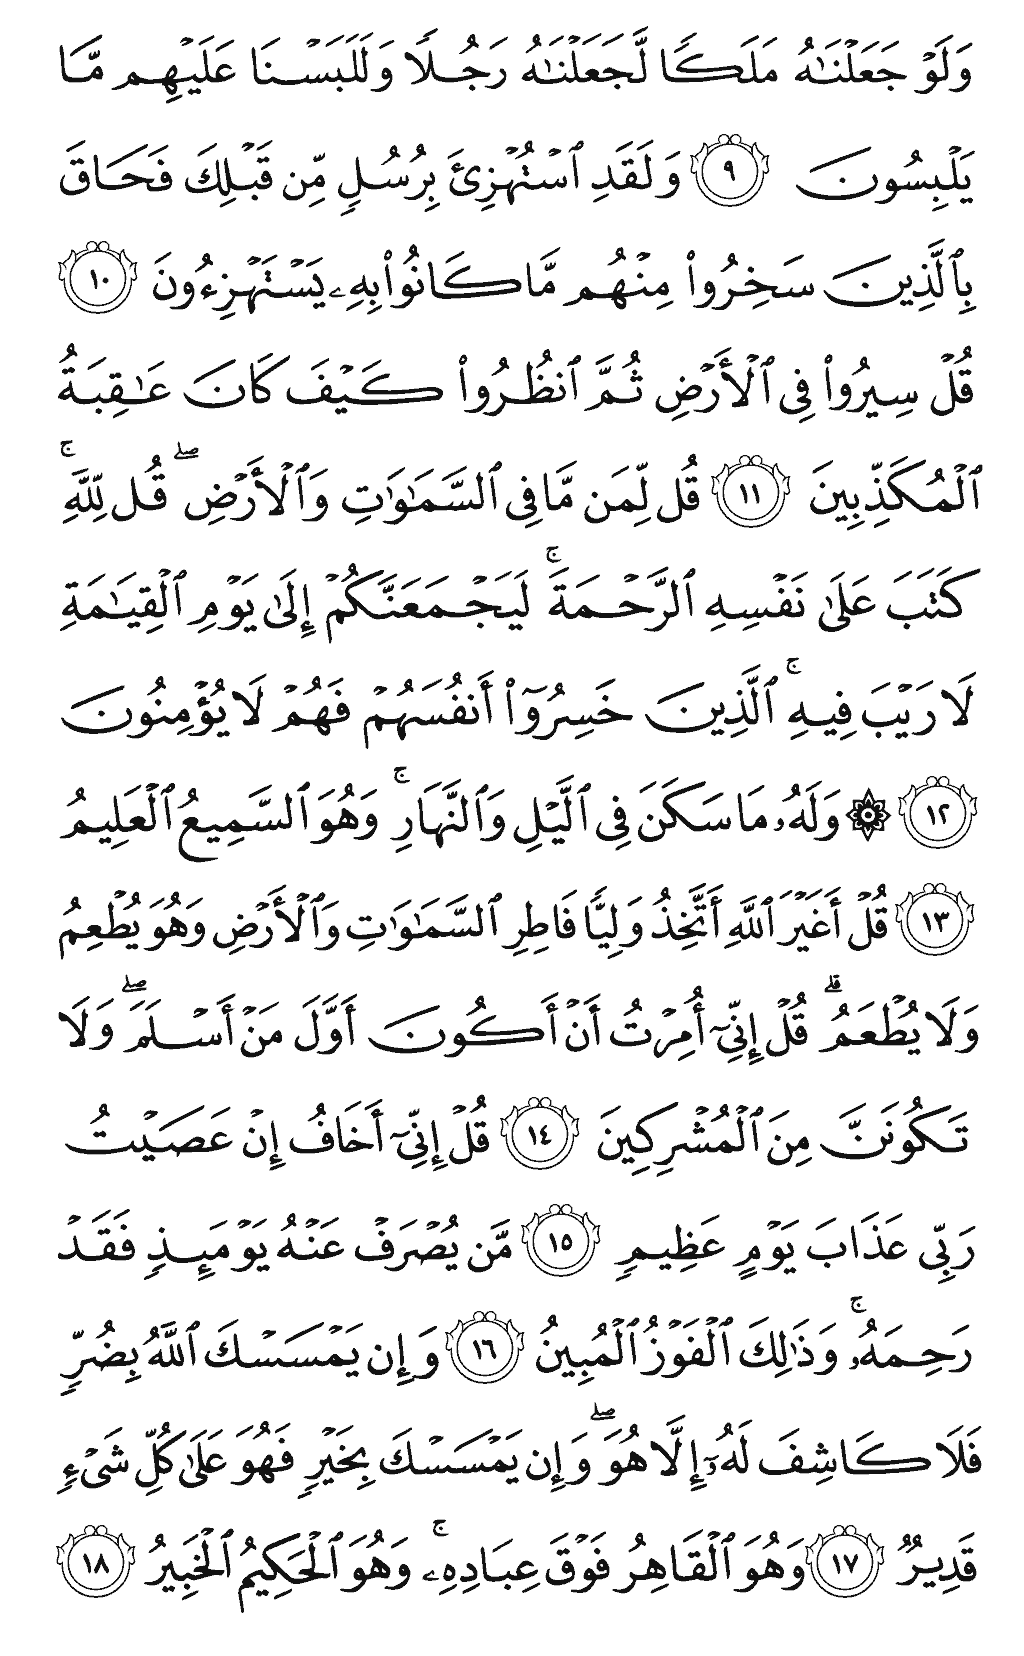 وَلَوْ جَعَلْنَٰهُ مَلَكًا لَّجَعَلْنَٰهُ رَجُلًا وَلَلَبَسْنَا عَلَيْهِم مَّا
يَلْبِسُونَ ٩ وَلَقَدِ ٱسْتُهْزِئَ بِرُسُلٍ مِّن قَبْلِكَ فَحَاقَ
بِٱلَّذِينَ سَخِرُوا۟ مِنْهُم مَّا كَانُوا۟ بِهِۦ يَسْتَهْزِءُونَ ١٠
قُلْ سِيرُوا۟ فِى ٱلْأَرْضِ ثُمَّ ٱنظُرُوا۟ كَيْفَ كَانَ عَٰقِبَةُ
ٱلْمُكَذِّبِينَ ١١ قُل لِّمَن مَّا فِى ٱلسَّمَٰوَٰتِ وَٱلْأَرْضِ ۖ قُل لِّلَّهِ ۚ
كَتَبَ عَلَىٰ نَفْسِهِ ٱلرَّحْمَةَ ۚ لَيَجْمَعَنَّكُمْ إِلَىٰ يَوْمِ ٱلْقِيَٰمَةِ
لَا رَيْبَ فِيهِ ۚ ٱلَّذِينَ خَسِرُوٓا۟ أَنفُسَهُمْ فَهُمْ لَا يُؤْمِنُونَ
١٢ ۞ وَلَهُۥ مَا سَكَنَ فِى ٱلَّيْلِ وَٱلنَّهَارِ ۚ وَهُوَ ٱلسَّمِيعُ ٱلْعَلِيمُ
١٣ قُلْ أَغَيْرَ ٱللَّهِ أَتَّخِذُ وَلِيًّا فَاطِرِ ٱلسَّمَٰوَٰتِ وَٱلْأَرْضِ وَهُوَ يُطْعِمُ
وَلَا يُطْعَمُ ۗ قُلْ إِنِّىٓ أُمِرْتُ أَنْ أَكُونَ أَوَّلَ مَنْ أَسْلَمَ ۖ وَلَا
تَكُونَنَّ مِنَ ٱلْمُشْرِكِينَ ١٤ قُلْ إِنِّىٓ أَخَافُ إِنْ عَصَيْتُ
رَبِّى عَذَابَ يَوْمٍ عَظِيمٍ ١٥ مَّن يُصْرَفْ عَنْهُ يَوْمَئِذٍ فَقَدْ
رَحِمَهُۥ ۚ وَذَٰلِكَ ٱلْفَوْزُ ٱلْمُبِينُ ١٦ وَإِن يَمْسَسْكَ ٱللَّهُ بِضُرٍّ
فَلَا كَاشِفَ لَهُۥٓ إِلَّا هُوَ ۖ وَإِن يَمْسَسْكَ بِخَيْرٍ فَهُوَ عَلَىٰ كُلِّ شَىْءٍ
قَدِيرٌ ١٧ وَهُوَ ٱلْقَاهِرُ فَوْقَ عِبَادِهِۦ ۚ وَهُوَ ٱلْحَكِيمُ ٱلْخَبِيرُ ١٨